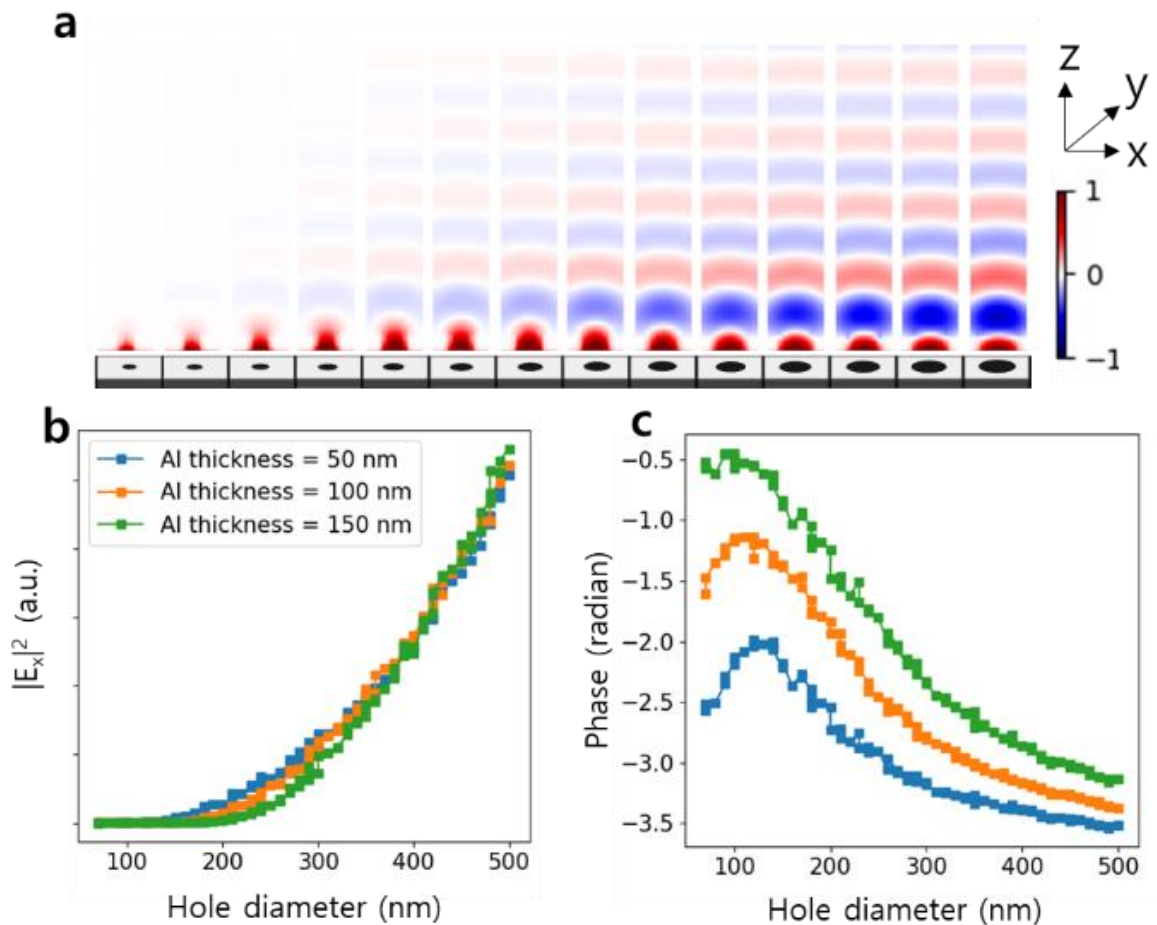 a
z
y
x
1
0
−1
b
Al thickness = 50 nm
Al thickness = 100 nm
Al thickness = 150 nm
|Eₓ|² (a.u.)
100 200 300 400 500
Hole diameter (nm)
c
−0.5
−1.0
−1.5
−2.0
−2.5
−3.0
−3.5
Phase (radian)
100 200 300 400 500
Hole diameter (nm)